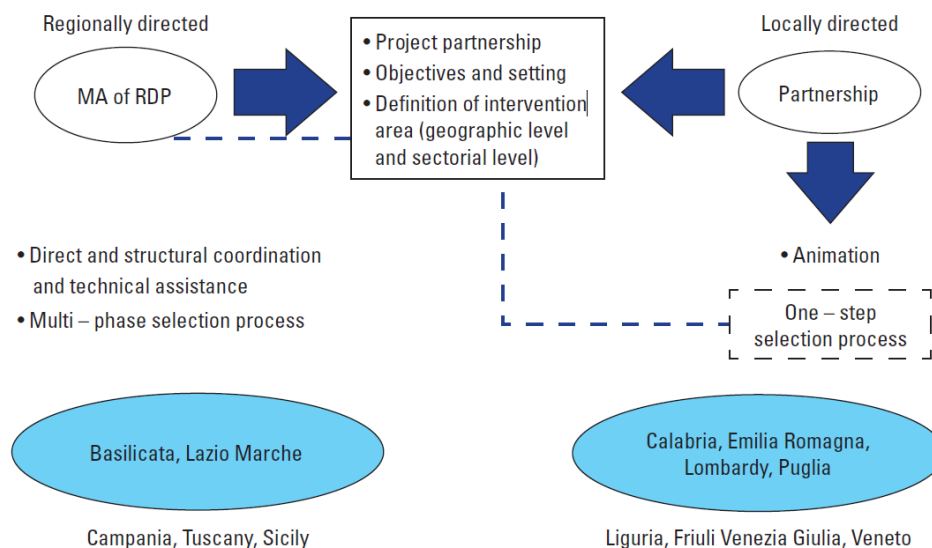 Regionally directed
MA of RDP
• Project partnership
• Objectives and setting
• Definition of intervention
area (geographic level
and sectorial level)
Locally directed
Partnership
• Direct and structural coordination
and technical assistance
• Multi – phase selection process
• Animation
One – step
selection process
Basilicata, Lazio Marche
Campania, Tuscany, Sicily
Calabria, Emilia Romagna,
Lombardy, Puglia
Liguria, Friuli Venezia Giulia, Veneto